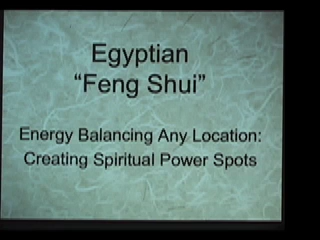 Egyptian
“Feng Shui”
Energy Balancing Any Location:
Creating Spiritual Power Spots